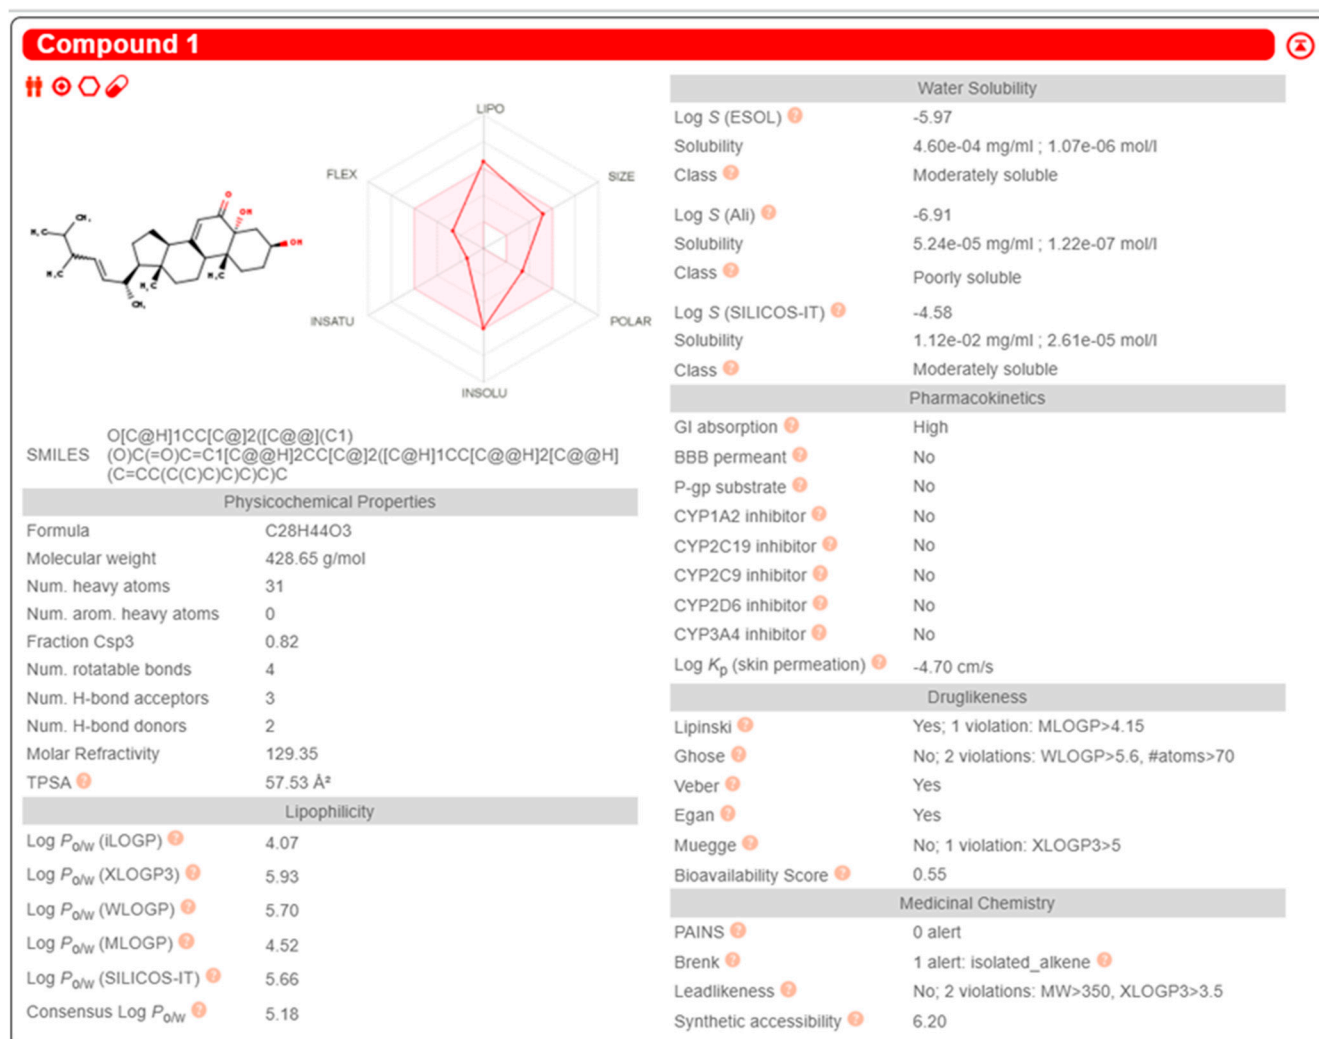 Compound 1
LIPO
FLEX
SIZE
INSATU
POLAR
INSOLU
O
OH
OH
CH₃
H₃C
H₃C
CH₃
H₃C
H₃C
SMILES
O[C@H]1CC[C@]2([C@@](C1)
(O)C(=O)C=C1[C@@H]2CC[C@]2([C@H]1CC[C@@H]2[C@@H]
(C=CC(C(C)C)C)C)C)C
Physicochemical Properties
Formula C28H44O3
Molecular weight 428.65 g/mol
Num. heavy atoms 31
Num. arom. heavy atoms 0
Fraction Csp3 0.82
Num. rotatable bonds 4
Num. H-bond acceptors 3
Num. H-bond donors 2
Molar Refractivity 129.35
TPSA ? 57.53 Å²
Lipophilicity
Log Po/w (iLOGP) ? 4.07
Log Po/w (XLOGP3) ? 5.93
Log Po/w (WLOGP) ? 5.70
Log Po/w (MLOGP) ? 4.52
Log Po/w (SILICOS-IT) ? 5.66
Consensus Log Po/w ? 5.18
Water Solubility
Log S (ESOL) ? -5.97
Solubility 4.60e-04 mg/ml ; 1.07e-06 mol/l
Class ? Moderately soluble
Log S (Ali) ? -6.91
Solubility 5.24e-05 mg/ml ; 1.22e-07 mol/l
Class ? Poorly soluble
Log S (SILICOS-IT) ? -4.58
Solubility 1.12e-02 mg/ml ; 2.61e-05 mol/l
Class ? Moderately soluble
Pharmacokinetics
GI absorption ? High
BBB permeant ? No
P-gp substrate ? No
CYP1A2 inhibitor ? No
CYP2C19 inhibitor ? No
CYP2C9 inhibitor ? No
CYP2D6 inhibitor ? No
CYP3A4 inhibitor ? No
Log Kp (skin permeation) ? -4.70 cm/s
Druglikeness
Lipinski ? Yes; 1 violation: MLOGP>4.15
Ghose ? No; 2 violations: WLOGP>5.6, #atoms>70
Veber ? Yes
Egan ? Yes
Muegge ? No; 1 violation: XLOGP3>5
Bioavailability Score ? 0.55
Medicinal Chemistry
PAINS ? 0 alert
Brenk ? 1 alert: isolated_alkene ?
Leadlikeness ? No; 2 violations: MW>350, XLOGP3>3.5
Synthetic accessibility ? 6.20